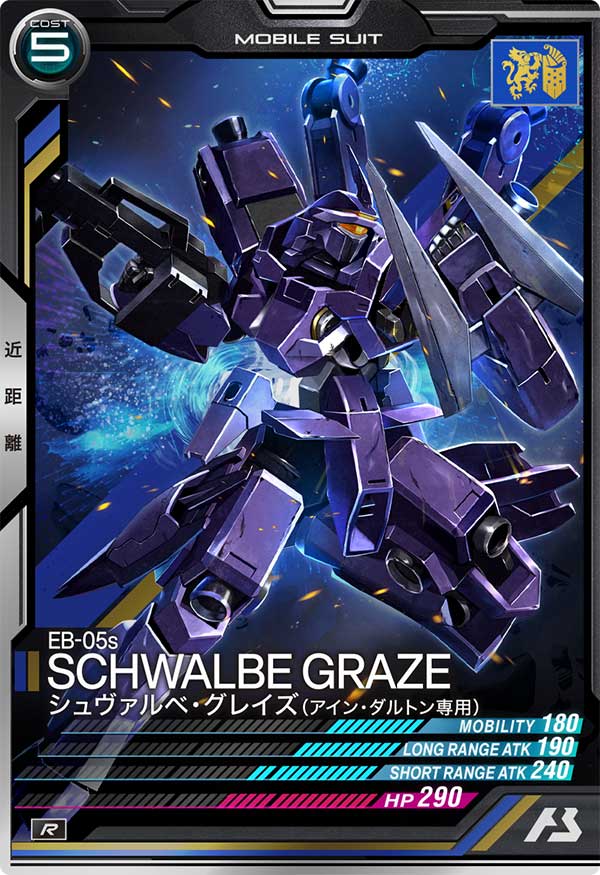 COST
5
MOBILE SUIT
近距離
EB-05s
SCHWALBE GRAZE
シュヴァルベ・グレイズ(アイン・ダルトン専用)
MOBILITY 180
LONG RANGE ATK 190
SHORT RANGE ATK 240
HP 290
R